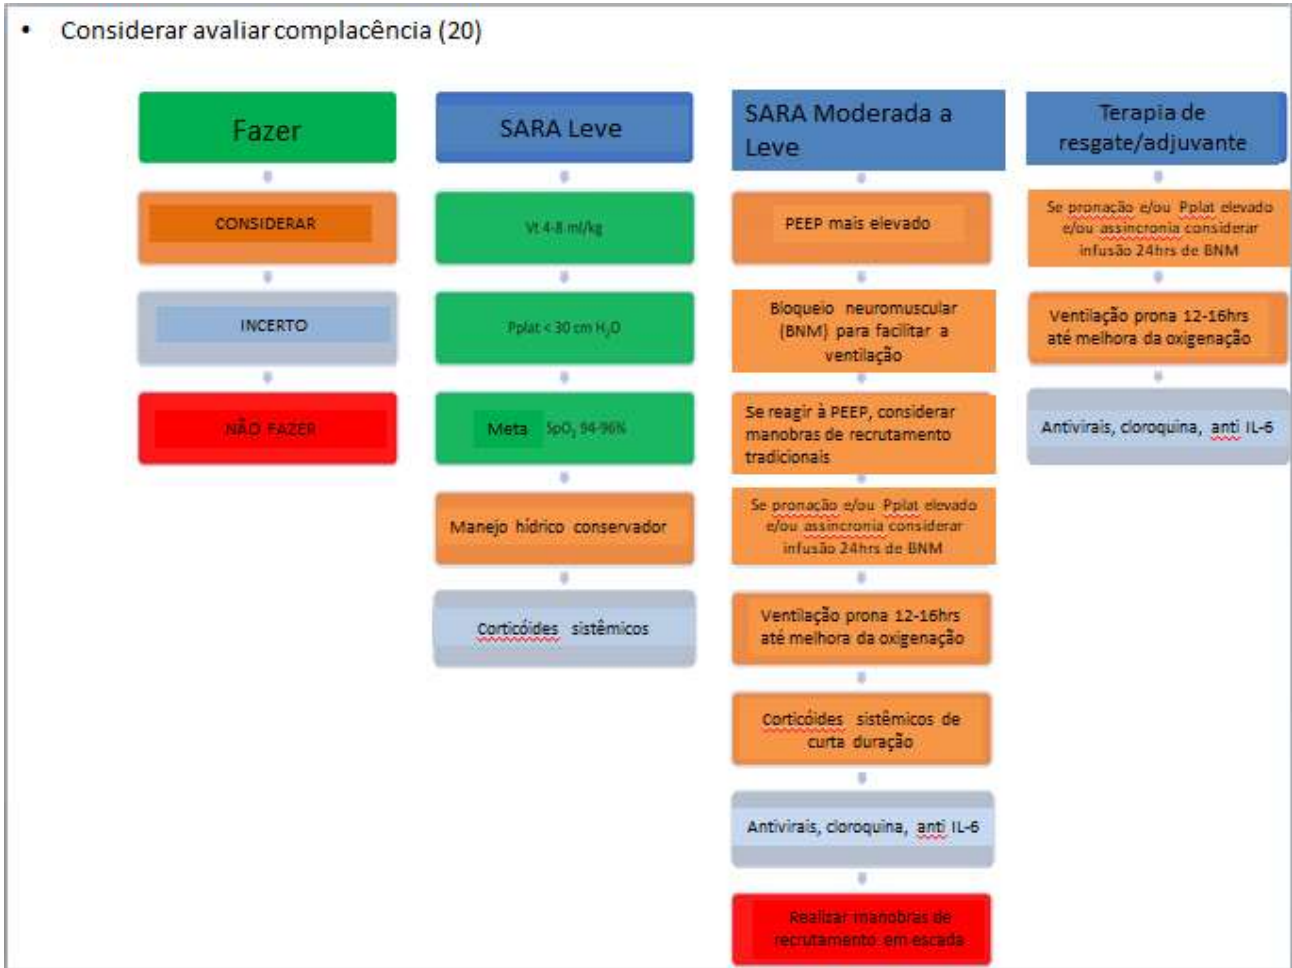 • Considerar avaliar complacência (20)
Fazer
CONSIDERAR
INCERTO
NÃO FAZER
SARA Leve
Vt 4-8 ml/kg
Pplat < 30 cm H₂O
Meta SpO₂ 94-96%
Manejo hídrico conservador
Corticóides sistêmicos
SARA Moderada a
Leve
PEEP mais elevado
Bloqueio neuromuscular
(BNM) para facilitar a
ventilação
Se reagir à PEEP, considerar
manobras de recrutamento
tradicionais
Se pronação e/ou Pplat elevado
e/ou assincronia considerar
infusão 24hrs de BNM
Ventilação prona 12-16hrs
até melhora da oxigenação
Corticóides sistêmicos de
curta duração
Antivirais, cloroquina, anti IL-6
Realizar manobras de
recrutamento em escada
Terapia de
resgate/adjuvante
Se pronação e/ou Pplat elevado
e/ou assincronia considerar
infusão 24hrs de BNM
Ventilação prona 12-16hrs
até melhora da oxigenação
Antivirais, cloroquina, anti IL-6